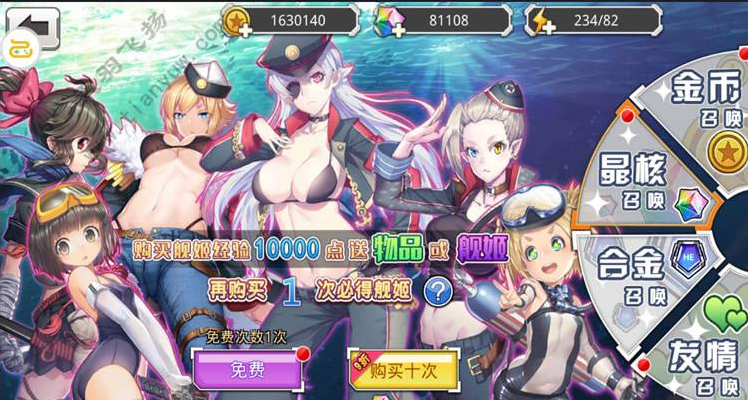 1630140
81108
234/82
金币
召唤
晶核
召唤
合金
召唤
HE
友情
召唤
购买舰姬经验10000点送物品或舰姬
再购买1次必得舰姬?
免费次数1次
免费
9折
购买十次